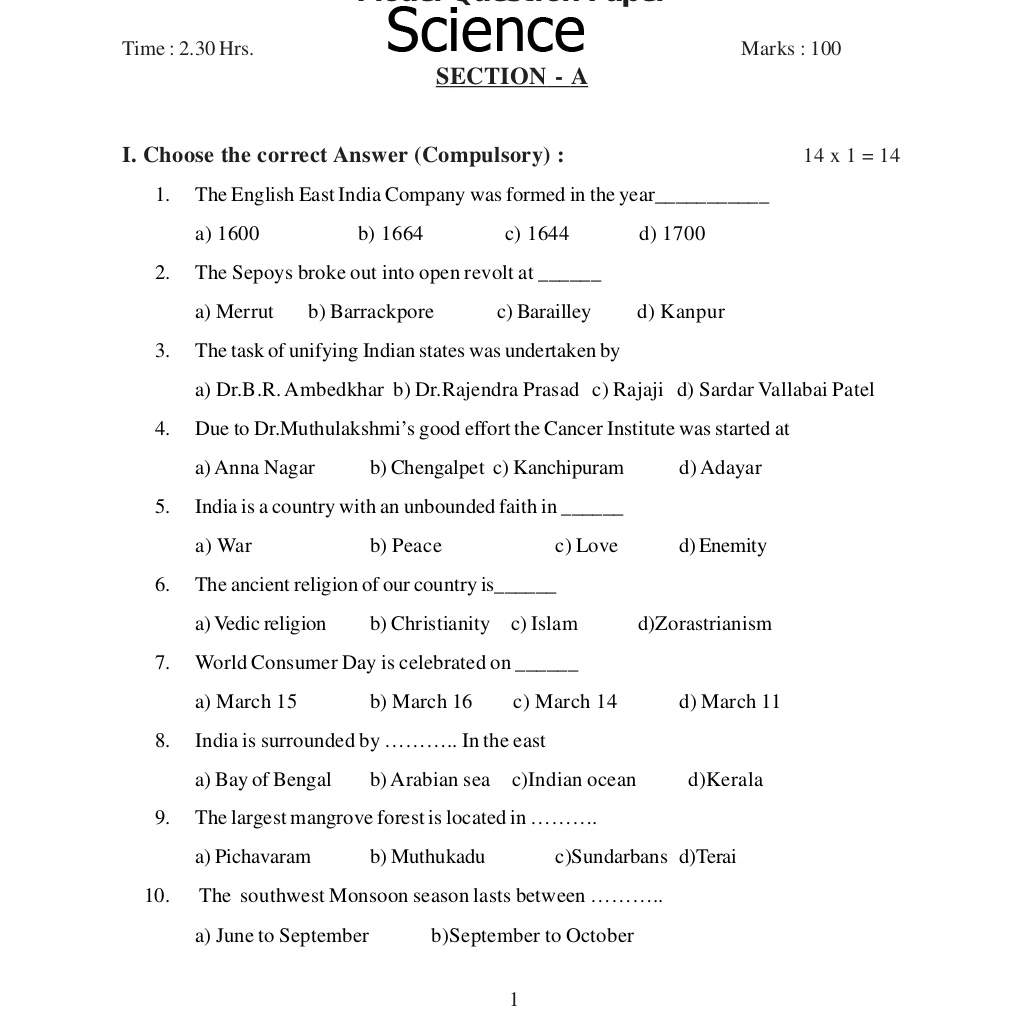 Model Question Paper
Science
Time : 2.30 Hrs. Marks : 100
SECTION - A
I. Choose the correct Answer (Compulsory) : 14 x 1 = 14
1. The English East India Company was formed in the year___________
a) 1600 b) 1664 c) 1644 d) 1700
2. The Sepoys broke out into open revolt at ______
a) Merrut b) Barrackpore c) Barailley d) Kanpur
3. The task of unifying Indian states was undertaken by
a) Dr.B.R. Ambedkhar b) Dr.Rajendra Prasad c) Rajaji d) Sardar Vallabai Patel
4. Due to Dr.Muthulakshmi’s good effort the Cancer Institute was started at
a) Anna Nagar b) Chengalpet c) Kanchipuram d) Adayar
5. India is a country with an unbounded faith in ______
a) War b) Peace c) Love d) Enemity
6. The ancient religion of our country is______
a) Vedic religion b) Christianity c) Islam d)Zorastrianism
7. World Consumer Day is celebrated on ______
a) March 15 b) March 16 c) March 14 d) March 11
8. India is surrounded by ……….. In the east
a) Bay of Bengal b) Arabian sea c)Indian ocean d)Kerala
9. The largest mangrove forest is located in ……….
a) Pichavaram b) Muthukadu c)Sundarbans d)Terai
10. The southwest Monsoon season lasts between ………..
a) June to September b)September to October
1